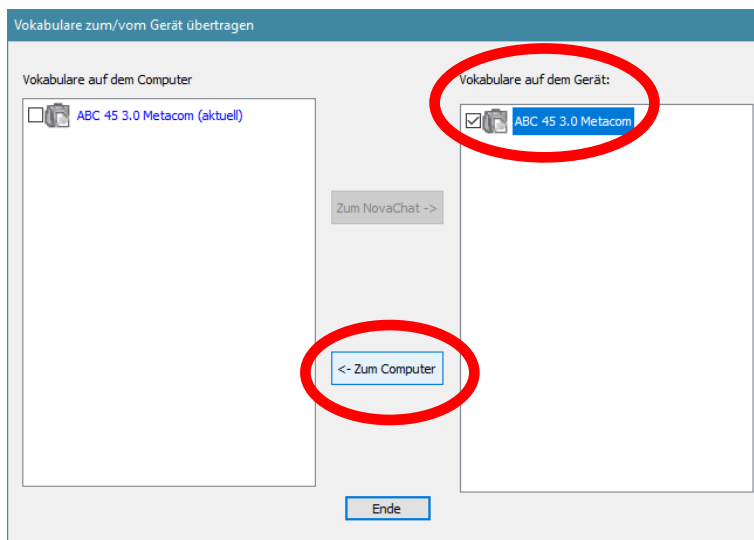 Vokabulare zum/vom Gerät übertragen
Vokabulare auf dem Computer
ABC 45 3.0 Metacom (aktuell)
Vokabulare auf dem Gerät:
ABC 45 3.0 Metacom
Zum NovaChat ->
<- Zum Computer
Ende